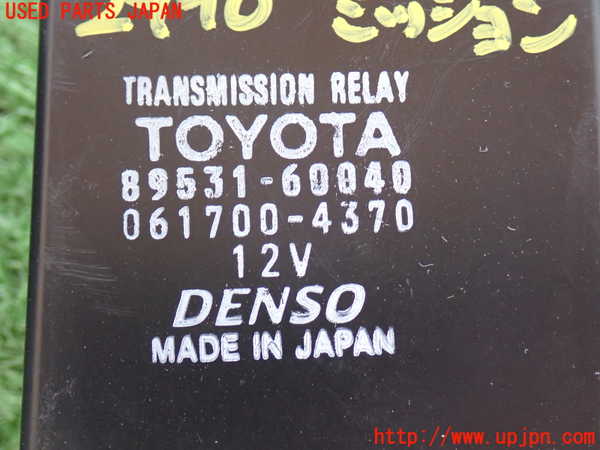 USED PARTS JAPAN
2170 ミッション
TRANSMISSION RELAY
TOYOTA
89531-60040
061700-4370
12V
DENSO
MADE IN JAPAN
http://www.upjpn.com